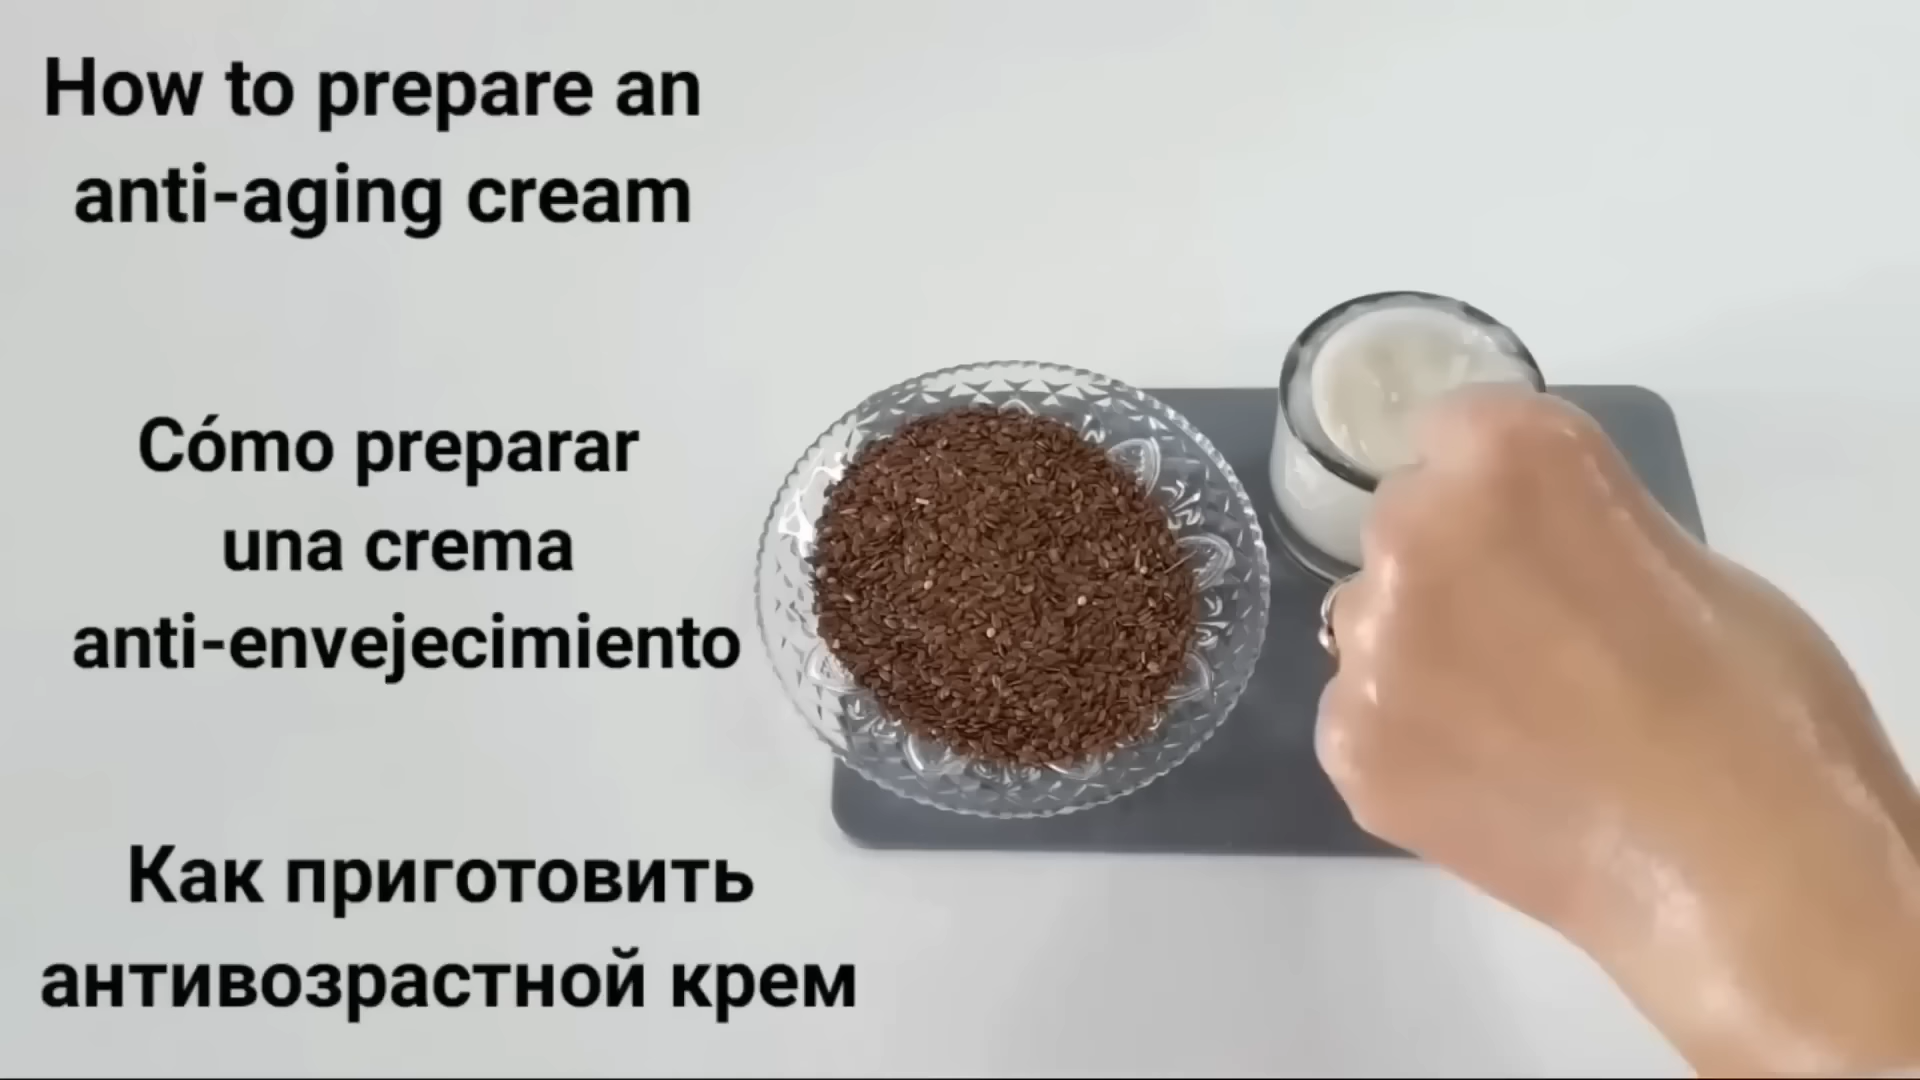 How to prepare an
anti-aging cream
Cómo preparar
una crema
anti-envejecimiento
Как приготовить
антивозрастной крем